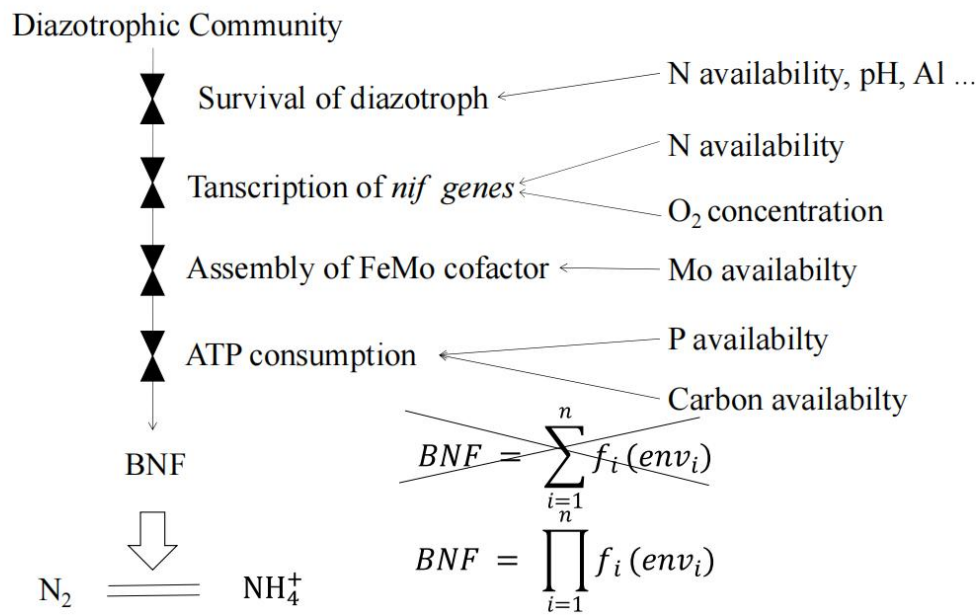 Diazotrophic Community
Survival of diazotroph
N availability, pH, Al ...
Tanscription of nif genes
N availability
O₂ concentration
Assembly of FeMo cofactor
Mo availabilty
ATP consumption
P availabilty
Carbon availabilty
BNF
BNF = ∑_{i=1}^{n} f_i (env_i)
BNF = ∏_{i=1}^{n} f_i (env_i)
N₂ NH₄⁺